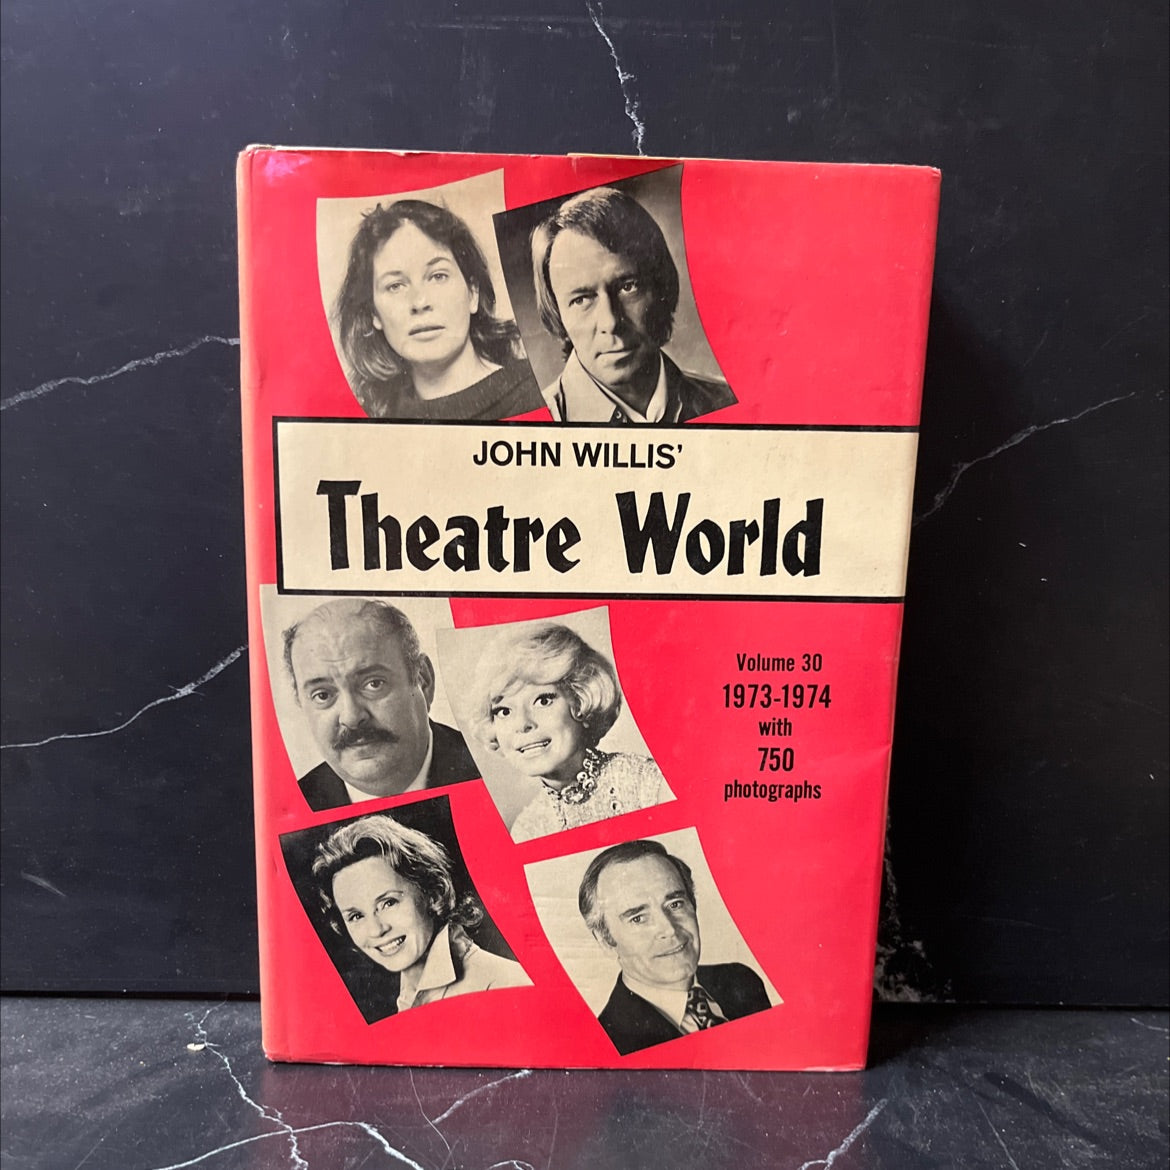 JOHN WILLIS'
Theatre World
Volume 30
1973-1974
with
750
photographs